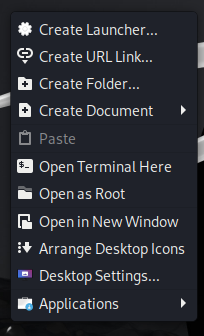 Create Launcher...
Create URL Link...
Create Folder...
Create Document
Paste
Open Terminal Here
Open as Root
Open in New Window
Arrange Desktop Icons
Desktop Settings...
Applications